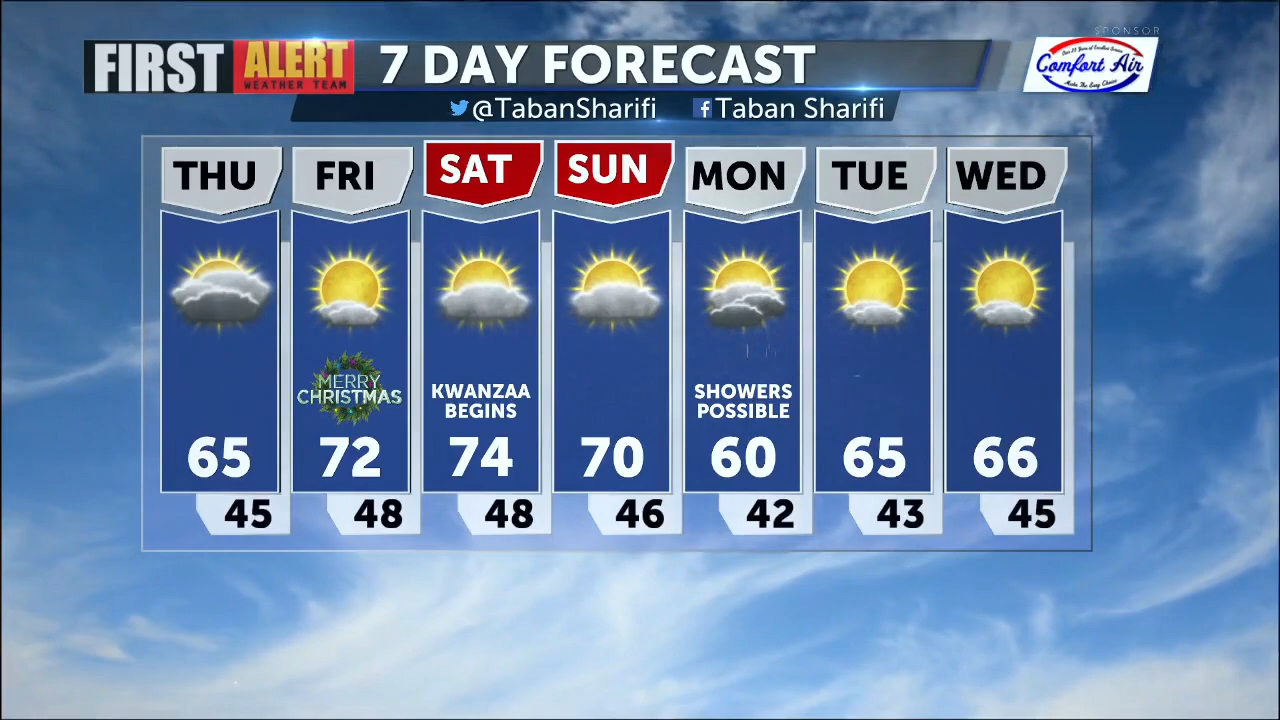 SPONSOR
FIRST ALERT
WEATHER TEAM
7 DAY FORECAST
Comfort Air
@TabanSharifi
Taban Sharifi
THU FRI SAT SUN MON TUE WED
MERRY
CHRISTMAS
KWANZAA
BEGINS
SHOWERS
POSSIBLE
65 72 74 70 60 65 66
45 48 48 46 42 43 45